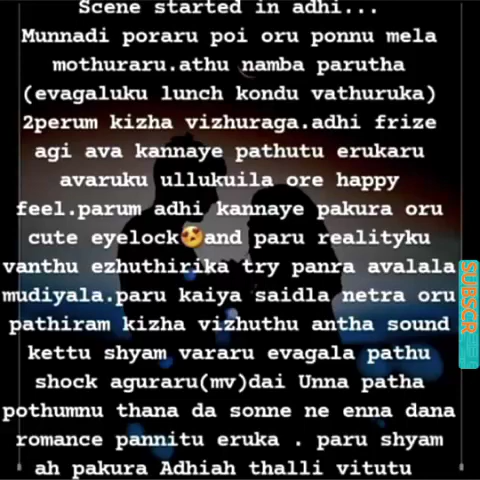 Scene started in adhi...
Munnadi poraru poi oru ponnu mela
mothuraru.athu namba parutha
(evagaluku lunch kondu vathuruka)
2perum kizha vizhuraga.adhi frize
agi ava kannaye pathutu erukaru
avaruku ullukuila ore happy
feel.parum adhi kannaye pakura oru
cute eyelock😍and paru realityku
vanthu ezhuthirika try panra avalala
mudiyala.paru kaiya saidla netra oru
pathiram kizha vizhuthu antha sound
kettu shyam vararu evagala pathu
shock aguraru(mv)dai Unna patha
pothumnu thana da sonne ne enna dana
romance pannitu eruka . paru shyam
ah pakura Adhiah thalli vitutu
SUBSCR